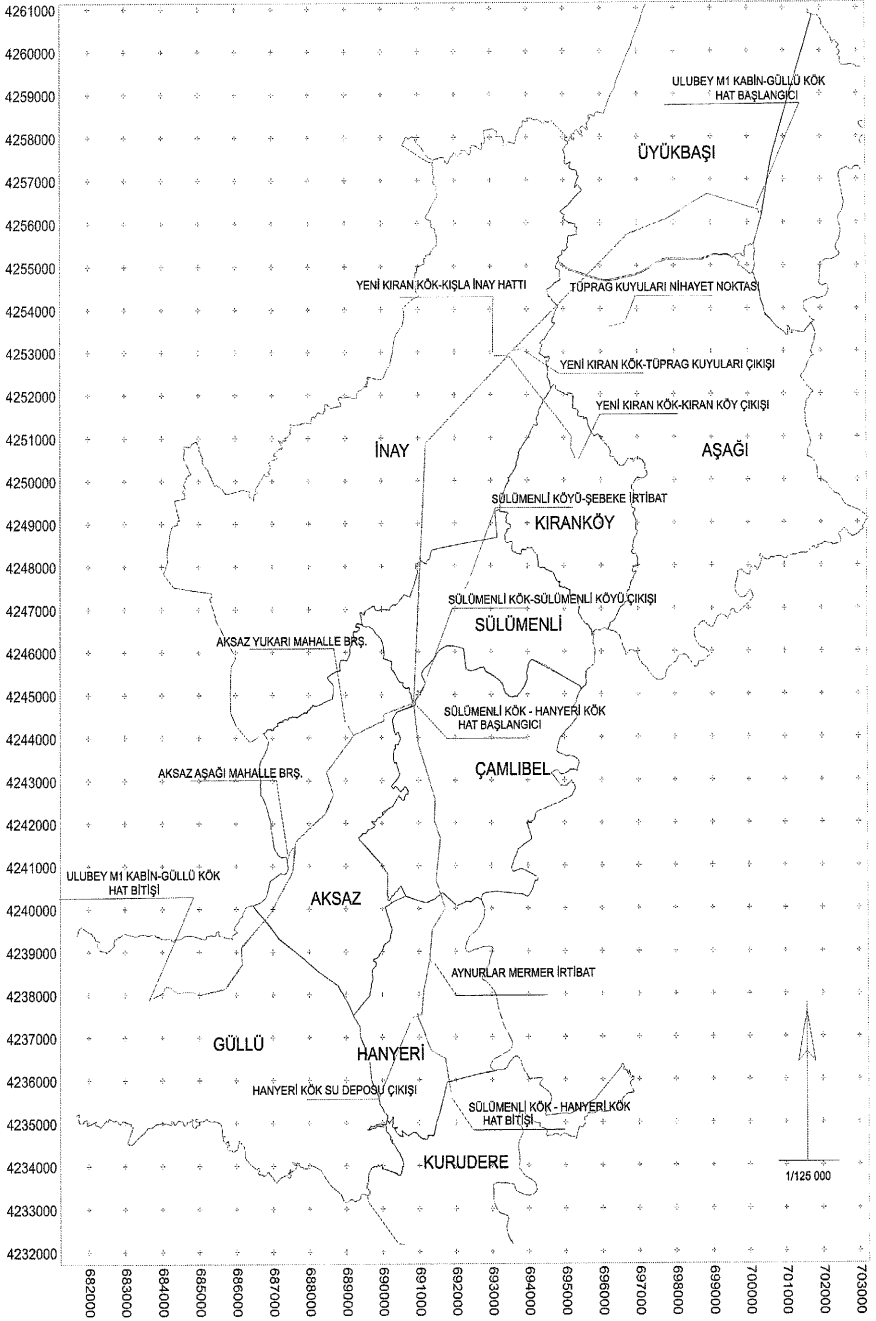 4261000
4260000
4259000
4258000
4257000
4256000
4255000
4254000
4253000
4252000
4251000
4250000
4249000
4248000
4247000
4246000
4245000
4244000
4243000
4242000
4241000
4240000
4239000
4238000
4237000
4236000
4235000
4234000
4233000
4232000
ULUBEY M1 KABİN-GÜLLÜ KÖK
HAT BAŞLANGICI
ÜYÜKBAŞI
YENİ KIRAN KÖK-KIŞLA İNAY HATTI
TÜPRAG KUYULARI NİHAYET NOKTASI
YENİ KIRAN KÖK-TÜPRAG KUYULARI ÇIKIŞI
YENİ KIRAN KÖK-KIRAN KÖY ÇIKIŞI
İNAY
AŞAĞI
SÜLÜMENLİ KÖYÜ-ŞEBEKE İRTİBAT
KIRANKÖY
SÜLÜMENLİ KÖK-SÜLÜMENLİ KÖYÜ ÇIKIŞI
SÜLÜMENLİ
AKSAZ YUKARI MAHALLE BRŞ.
SÜLÜMENLİ KÖK - HANYERİ KÖK
HAT BAŞLANGICI
ÇAMLIBEL
AKSAZ AŞAĞI MAHALLE BRŞ.
ULUBEY M1 KABİN-GÜLLÜ KÖK
HAT BİTİŞİ
AKSAZ
AYNURLAR MERMER İRTİBAT
GÜLLÜ
HANYERİ
HANYERİ KÖK SU DEPOSU ÇIKIŞI
SÜLÜMENLİ KÖK - HANYERİ KÖK
HAT BİTİŞİ
KURUDERE
1/125 000
682000
683000
684000
685000
686000
687000
688000
689000
690000
691000
692000
693000
694000
695000
696000
697000
698000
699000
700000
701000
702000
703000